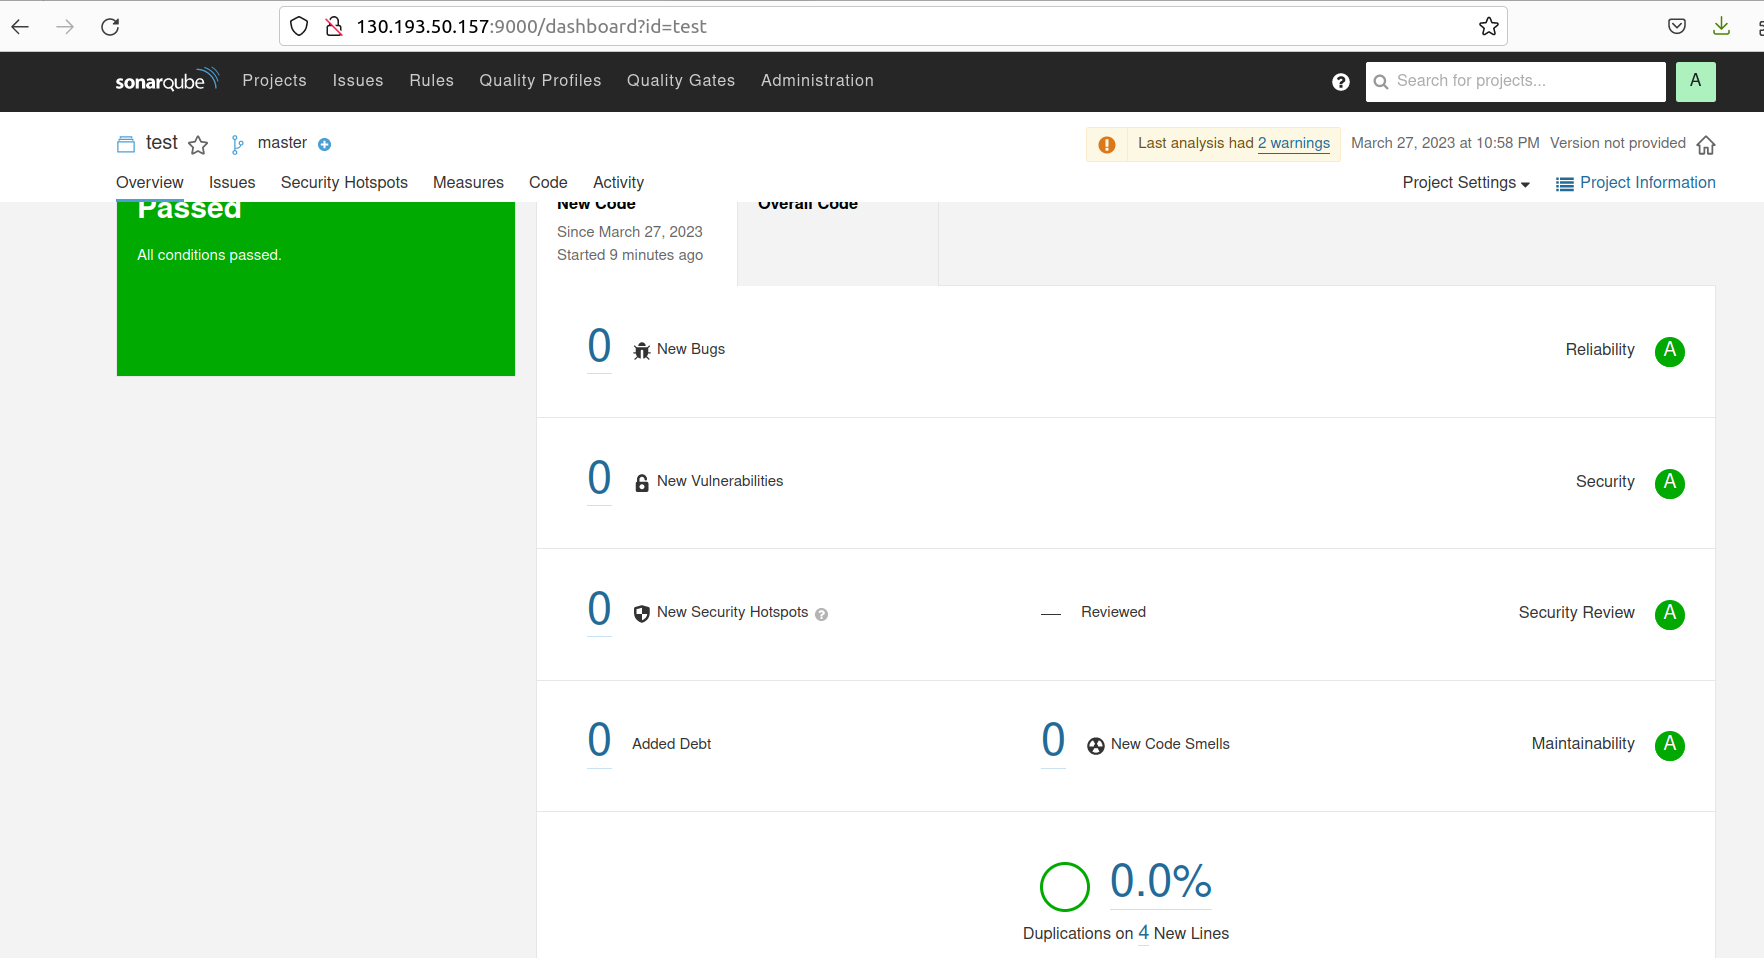 130.193.50.157:9000/dashboard?id=test
sonarqube Projects Issues Rules Quality Profiles Quality Gates Administration ? Search for projects... A
test master Last analysis had 2 warnings March 27, 2023 at 10:58 PM Version not provided
Overview Issues Security Hotspots Measures Code Activity Project Settings Project Information
Passed
All conditions passed.
New Code
Since March 27, 2023
Started 9 minutes ago
Overall Code
0 New Bugs Reliability A
0 New Vulnerabilities Security A
0 New Security Hotspots ? — Reviewed Security Review A
0 Added Debt 0 New Code Smells Maintainability A
0.0%
Duplications on 4 New Lines